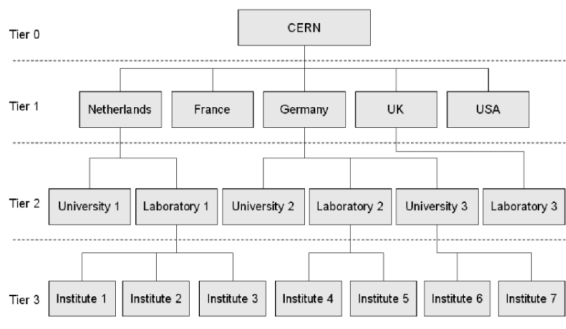 Tier 0
CERN
Tier 1
Netherlands France Germany UK USA
Tier 2
University 1 Laboratory 1 University 2 Laboratory 2 University 3 Laboratory 3
Tier 3
Institute 1 Institute 2 Institute 3 Institute 4 Institute 5 Institute 6 Institute 7